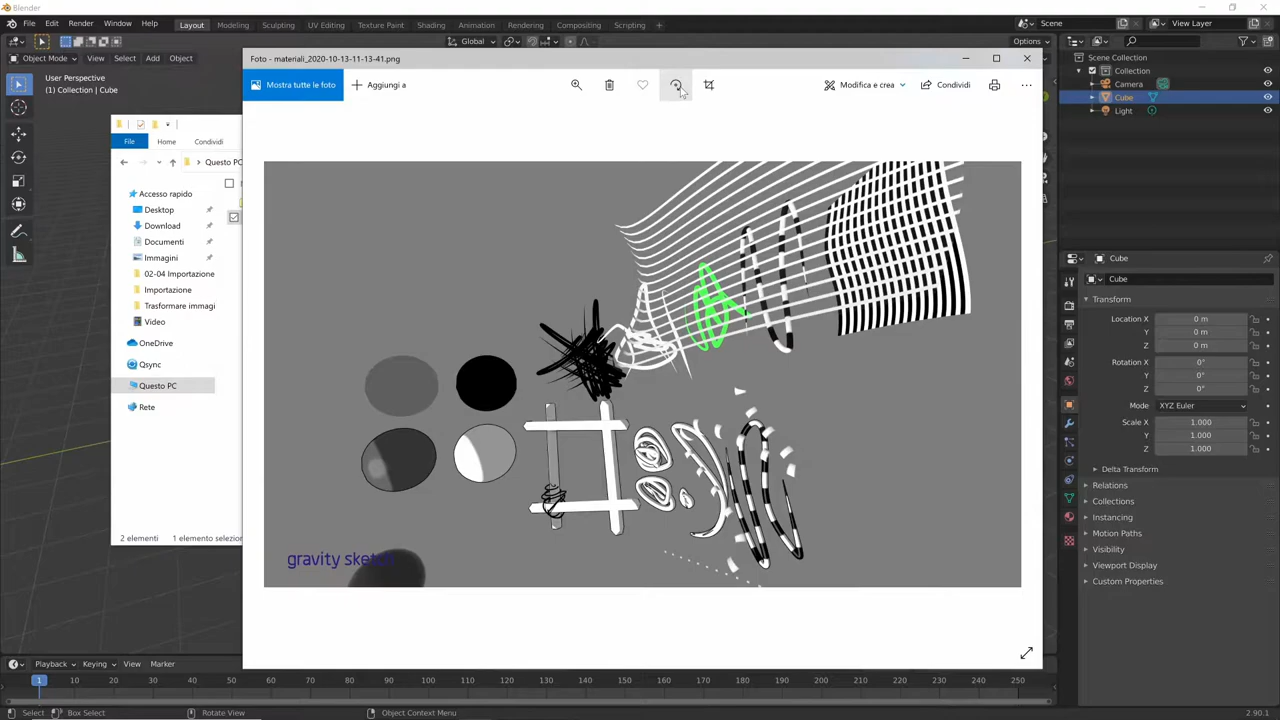 Blender
File Edit Render Window Help Layout Modeling Sculpting UV Editing Texture Paint Shading Animation Rendering Compositing Scripting + Scene View Layer
Global Options
Object Mode View Select Add Object
User Perspective
(1) Collection | Cube
Foto - materiali_2020-10-13-11-13-41.png
Mostra tutte le foto Aggiungi a Modifica e crea Condividi
File Home Condividi
Questo PC
Accesso rapido
Desktop
Download
Documenti
Immagini
02-04 Importazione
Importazione
Trasformare immagi
Video
OneDrive
Qsync
Questo PC
Rete
2 elementi 1 elemento selezio
gravity sketch
Scene Collection
Collection
Camera
Cube
Light
Cube
Cube
Transform
Location X 0 m
Y 0 m
Z 0 m
Rotation X 0°
Y 0°
Z 0°
Mode XYZ Euler
Scale X 1.000
Y 1.000
Z 1.000
Delta Transform
Relations
Collections
Instancing
Motion Paths
Visibility
Viewport Display
Custom Properties
Playback Keying View Marker
1 10 20 30 40 50 60 70 80 90 100 110 120 130 140 150 160 170 180 190 200 210 220 230 240 250
Select Box Select Rotate View Object Context Menu 2.90.1